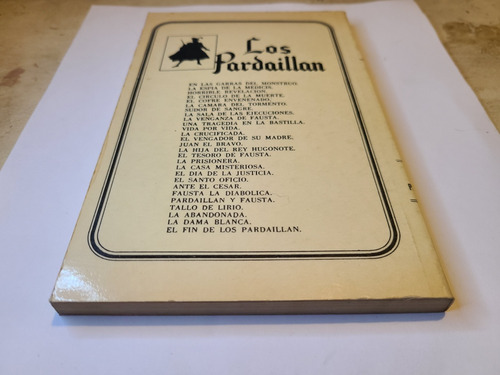 Los
Pardaillan
EN LAS GARRAS DEL MONSTRUO.
LA ESPIA DE LA MEDICIS.
HORRIBLE REVELACION.
EL CIRCULO DE LA MUERTE.
EL COFRE ENVENENADO.
LA CAMARA DEL TORMENTO.
SUDOR DE SANGRE.
LA SALA DE LAS EJECUCIONES.
LA VENGANZA DE FAUSTA.
UNA TRAGEDIA EN LA BASTILLA.
VIDA POR VIDA.
LA CRUCIFICADA.
EL VENGADOR DE SU MADRE.
JUAN EL BRAVO.
LA HIJA DEL REY HUGONOTE.
EL TESORO DE FAUSTA.
LA PRISIONERA.
LA CASA MISTERIOSA.
EL DIA DE LA JUSTICIA.
EL SANTO OFICIO.
ANTE EL CESAR.
FAUSTA LA DIABOLICA.
PARDAILLAN Y FAUSTA.
TALLO DE LIRIO.
LA ABANDONADA.
LA DAMA BLANCA.
EL FIN DE LOS PARDAILLAN.